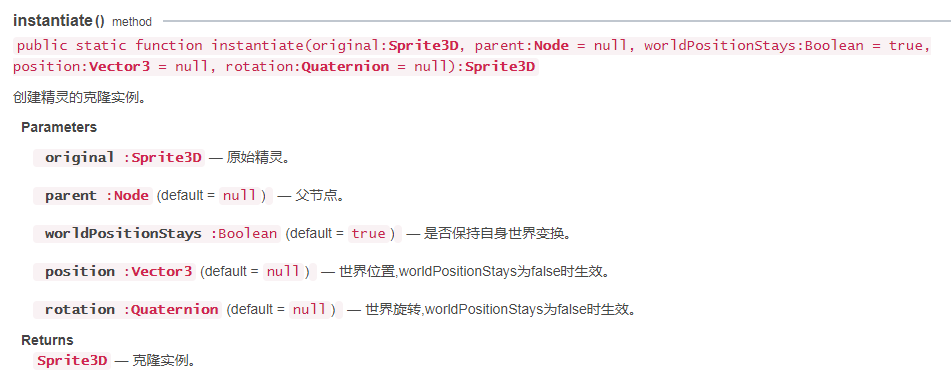 instantiate() method
public static function instantiate(original:Sprite3D, parent:Node = null, worldPositionStays:Boolean = true,
position:Vector3 = null, rotation:Quaternion = null):Sprite3D
创建精灵的克隆实例。
Parameters
original :Sprite3D — 原始精灵。
parent :Node (default = null ) — 父节点。
worldPositionStays :Boolean (default = true ) — 是否保持自身世界变换。
position :Vector3 (default = null ) — 世界位置,worldPositionStays为false时生效。
rotation :Quaternion (default = null ) — 世界旋转,worldPositionStays为false时生效。
Returns
Sprite3D — 克隆实例。